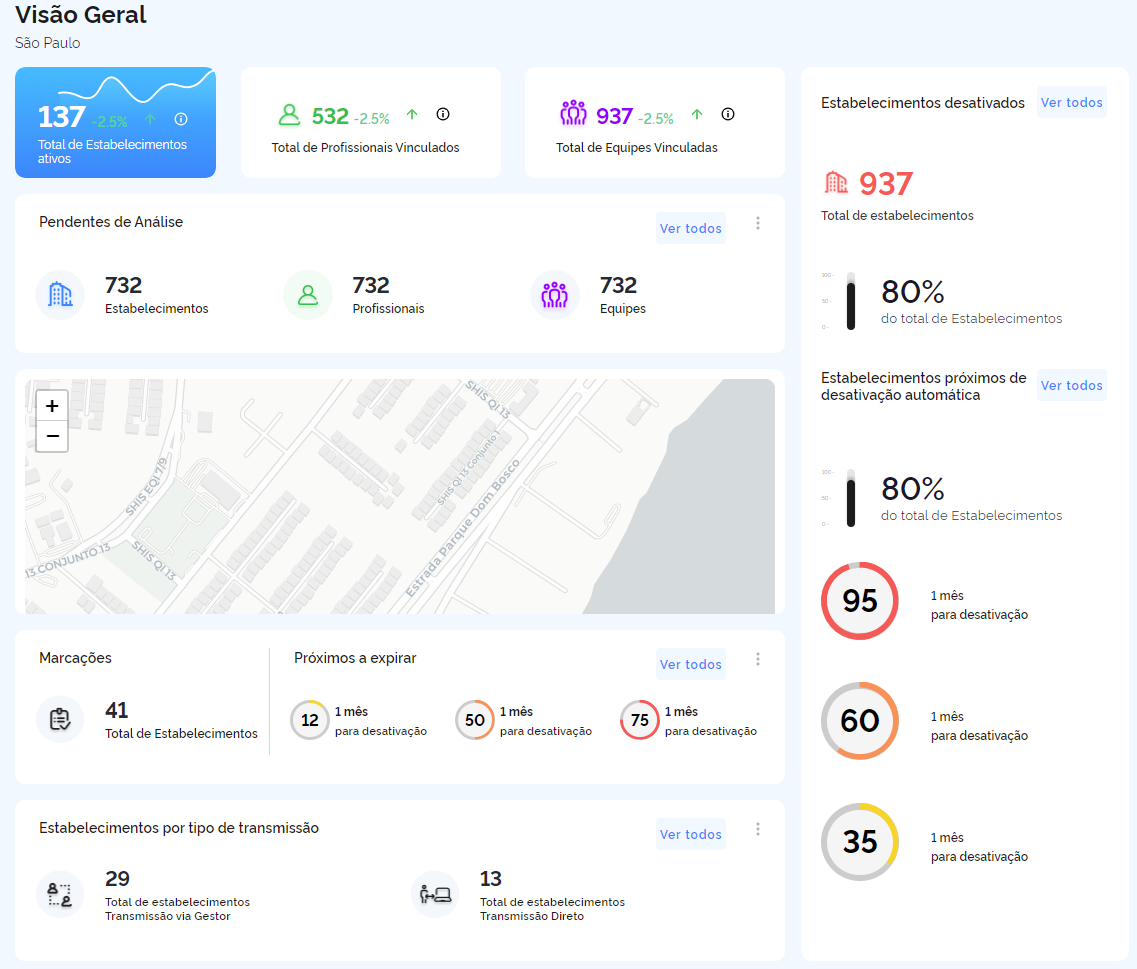 Visão Geral
São Paulo
137 -2.5%
Total de Estabelecimentos
ativos
532 -2.5%
Total de Profissionais Vinculados
937 -2.5%
Total de Equipes Vinculadas
Pendentes de Análise
Ver todos
732
Estabelecimentos
732
Profissionais
732
Equipes
+
−
SHIS QI 13
SHIS EQI 7/9
SHIS QI 13 Conjunto 1
Estrada Parque Dom Bosco
13 CONJUNTO 13
SHIS QI 13
Marcações
41
Total de Estabelecimentos
Próximos a expirar
Ver todos
12
1 mês
para desativação
50
1 mês
para desativação
75
1 mês
para desativação
Estabelecimentos por tipo de transmissão
Ver todos
29
Total de estabelecimentos
Transmissão via Gestor
13
Total de estabelecimentos
Transmissão Direto
Estabelecimentos desativados
Ver todos
937
Total de estabelecimentos
100
50
0
80%
do total de Estabelecimentos
Estabelecimentos próximos de
desativação automática
Ver todos
100
50
0
80%
do total de Estabelecimentos
95
1 mês
para desativação
60
1 mês
para desativação
35
1 mês
para desativação